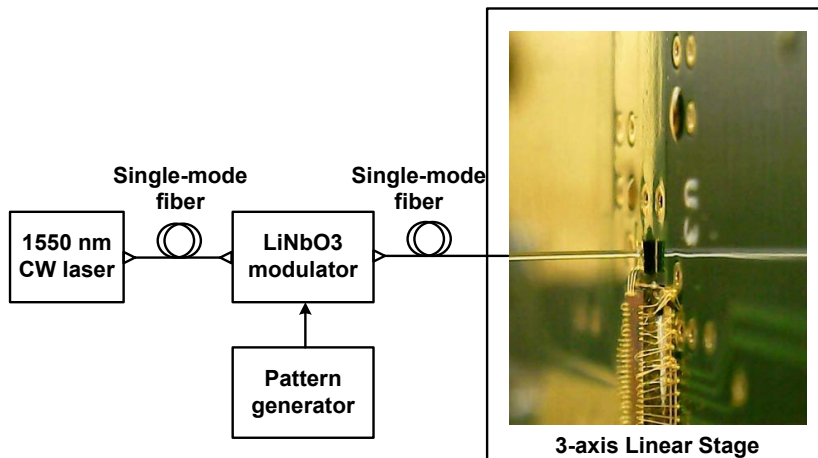 Single-mode
fiber
Single-mode
fiber
1550 nm
CW laser
LiNbO3
modulator
Pattern
generator
3-axis Linear Stage